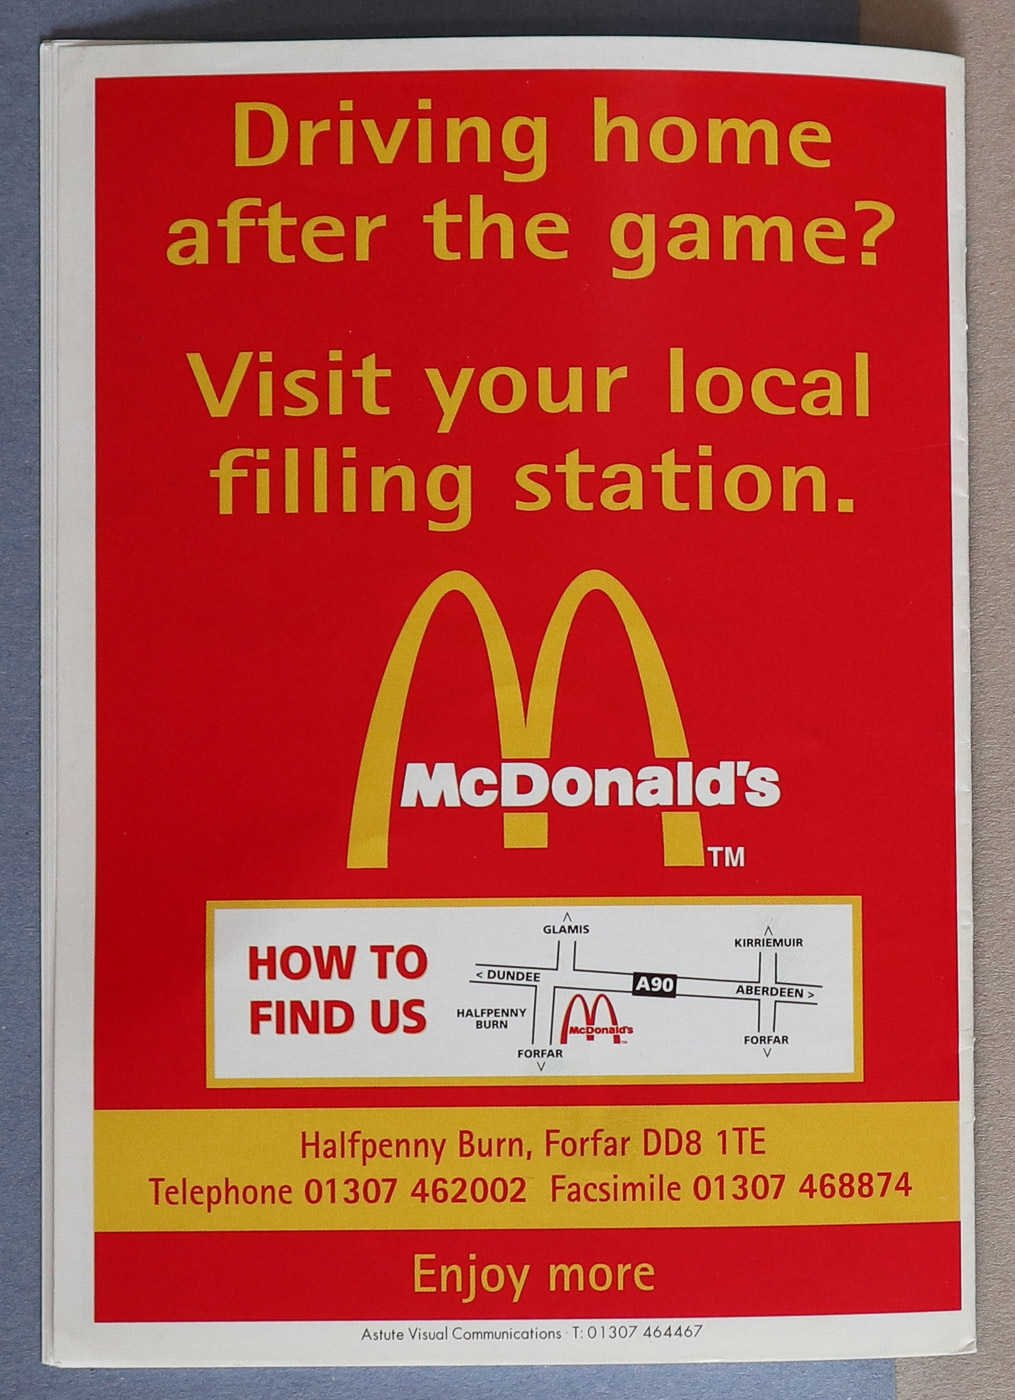 Driving home
after the game?
Visit your local
filling station.
McDonald's
TM
HOW TO
FIND US
^
GLAMIS
^
KIRRIEMUIR
< DUNDEE
A90
ABERDEEN >
HALFPENNY
BURN
McDonald's
TM
FORFAR
V
FORFAR
V
Halfpenny Burn, Forfar DD8 1TE
Telephone 01307 462002 Facsimile 01307 468874
Enjoy more
Astute Visual Communications · T: 01307 464467